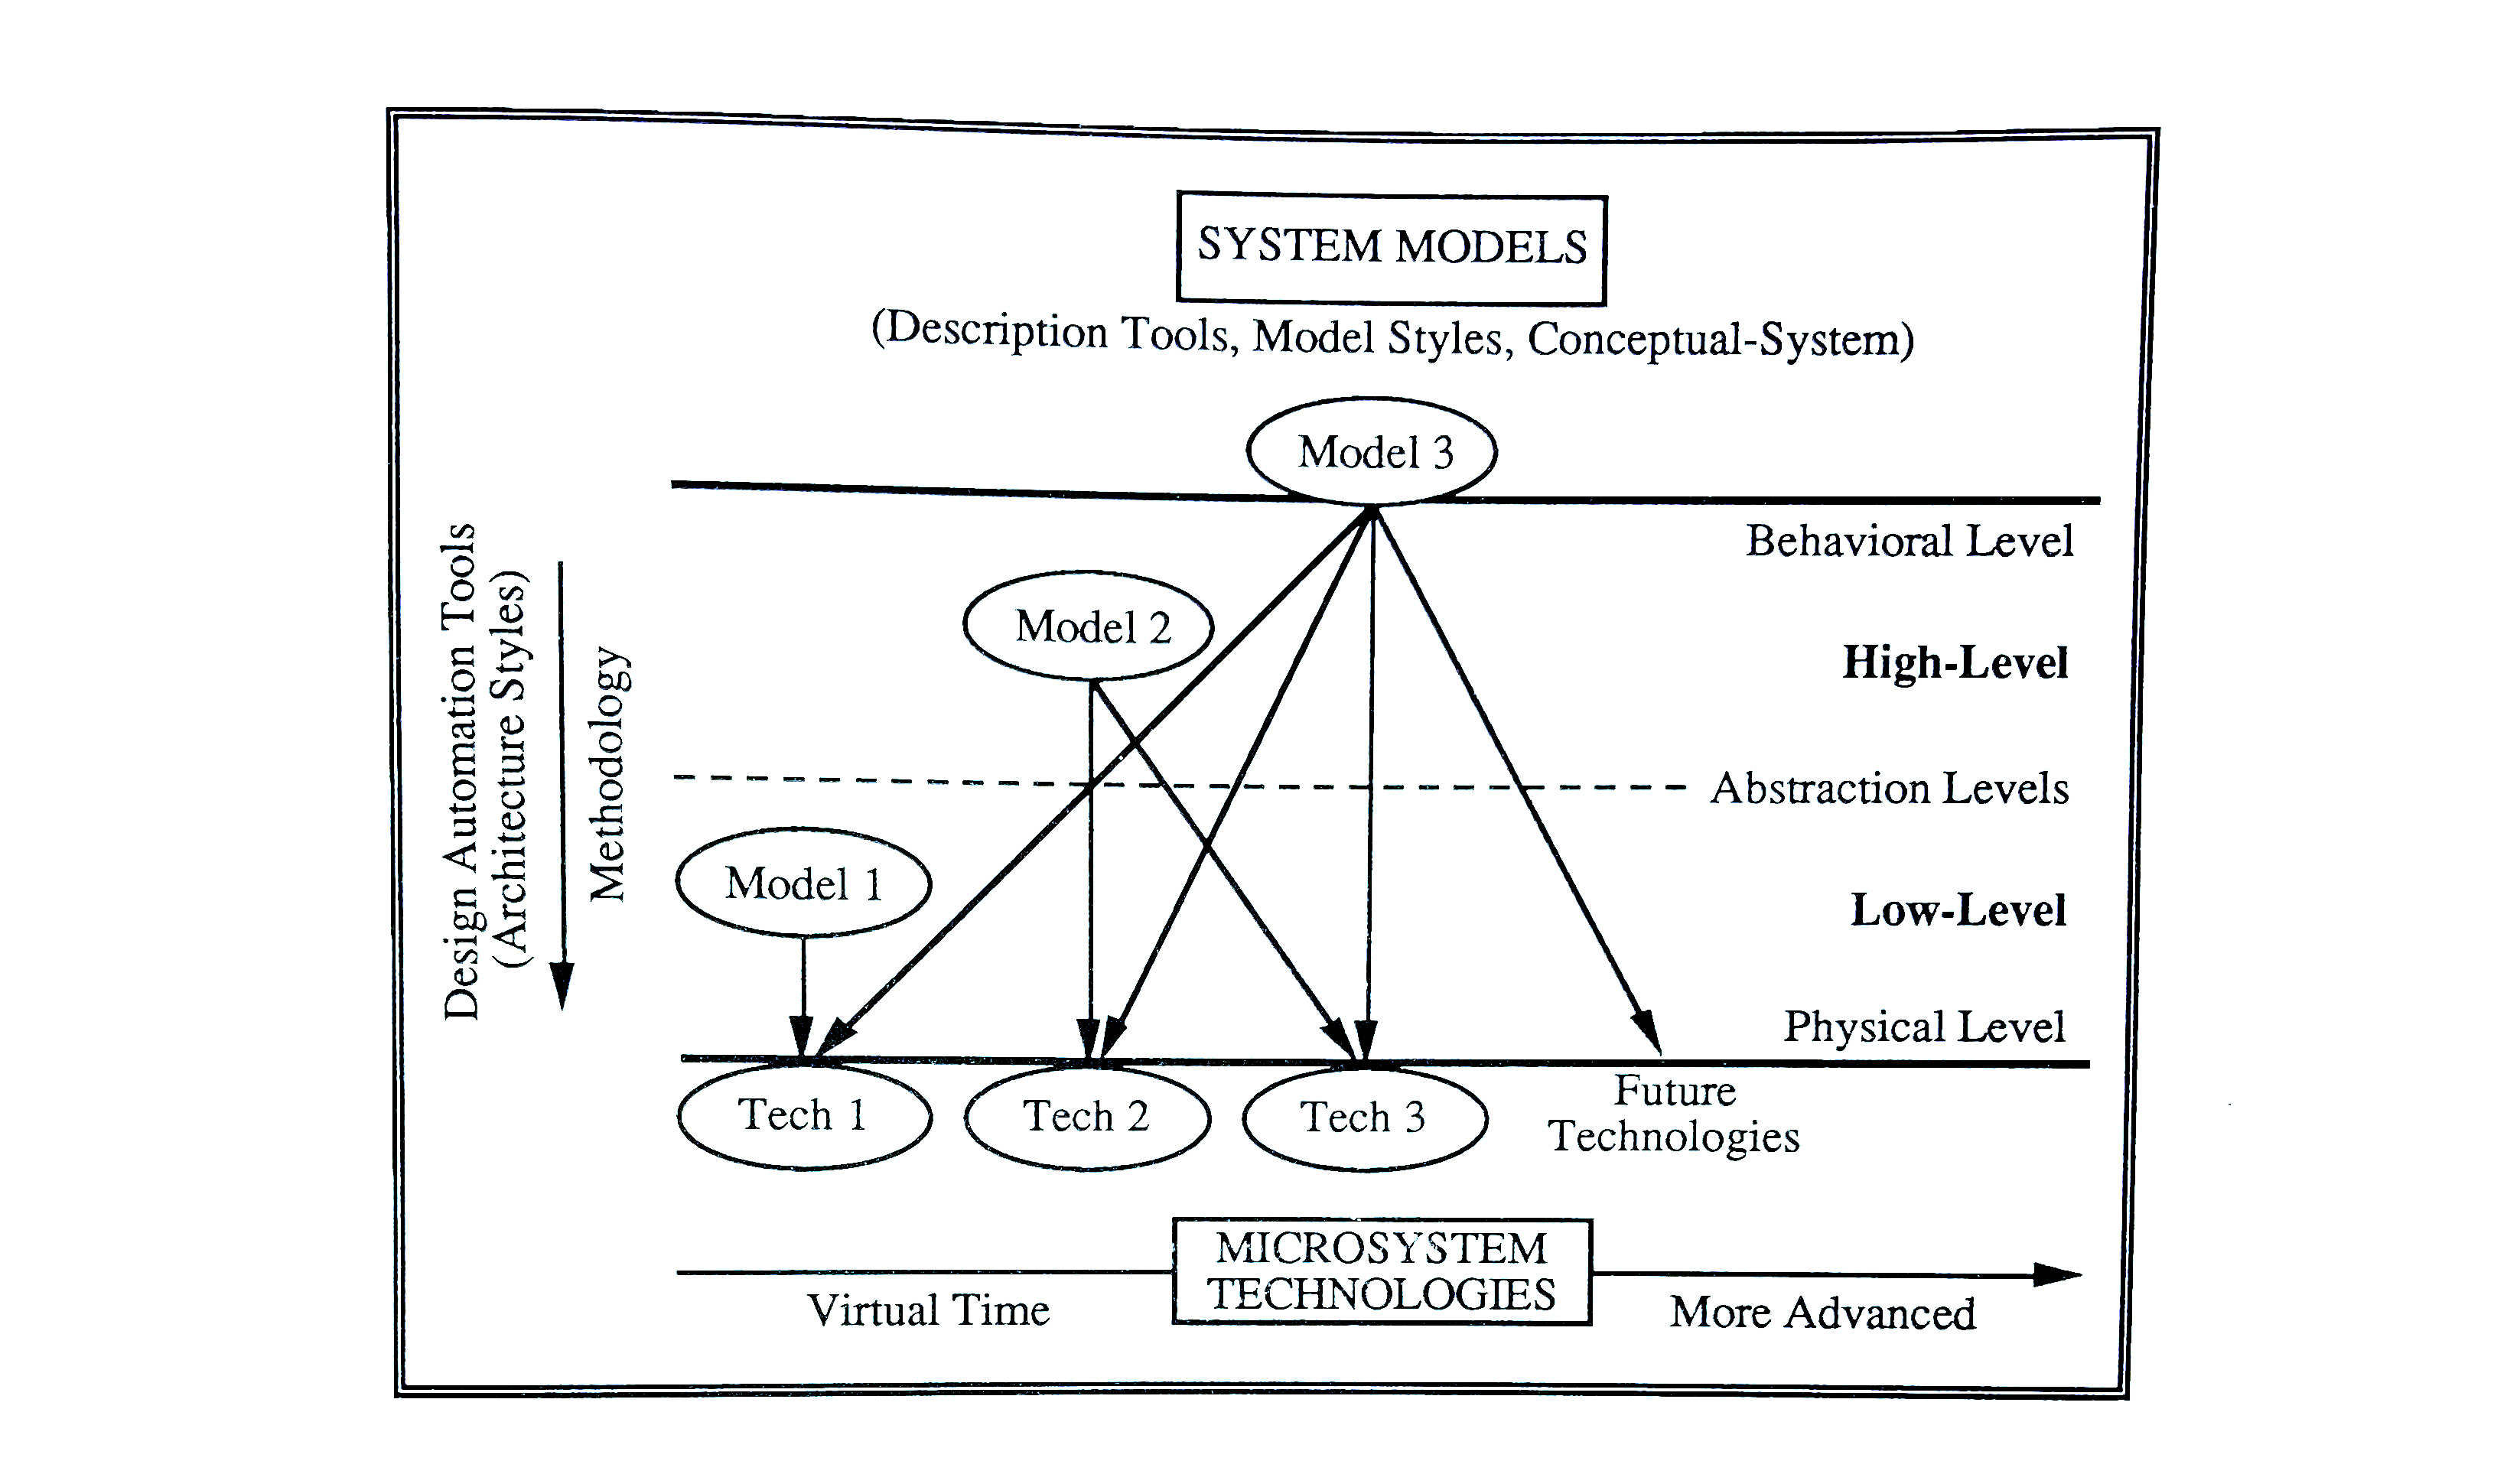 SYSTEM MODELS
(Description Tools, Model Styles, Conceptual-System)
Model 3
Behavioral Level
Model 2
High-Level
Design Automation Tools
(Architecture Styles)
Methodology
Abstraction Levels
Model 1
Low-Level
Physical Level
Tech 1
Tech 2
Tech 3
Future
Technologies
MICROSYSTEM
TECHNOLOGIES
Virtual Time
More Advanced